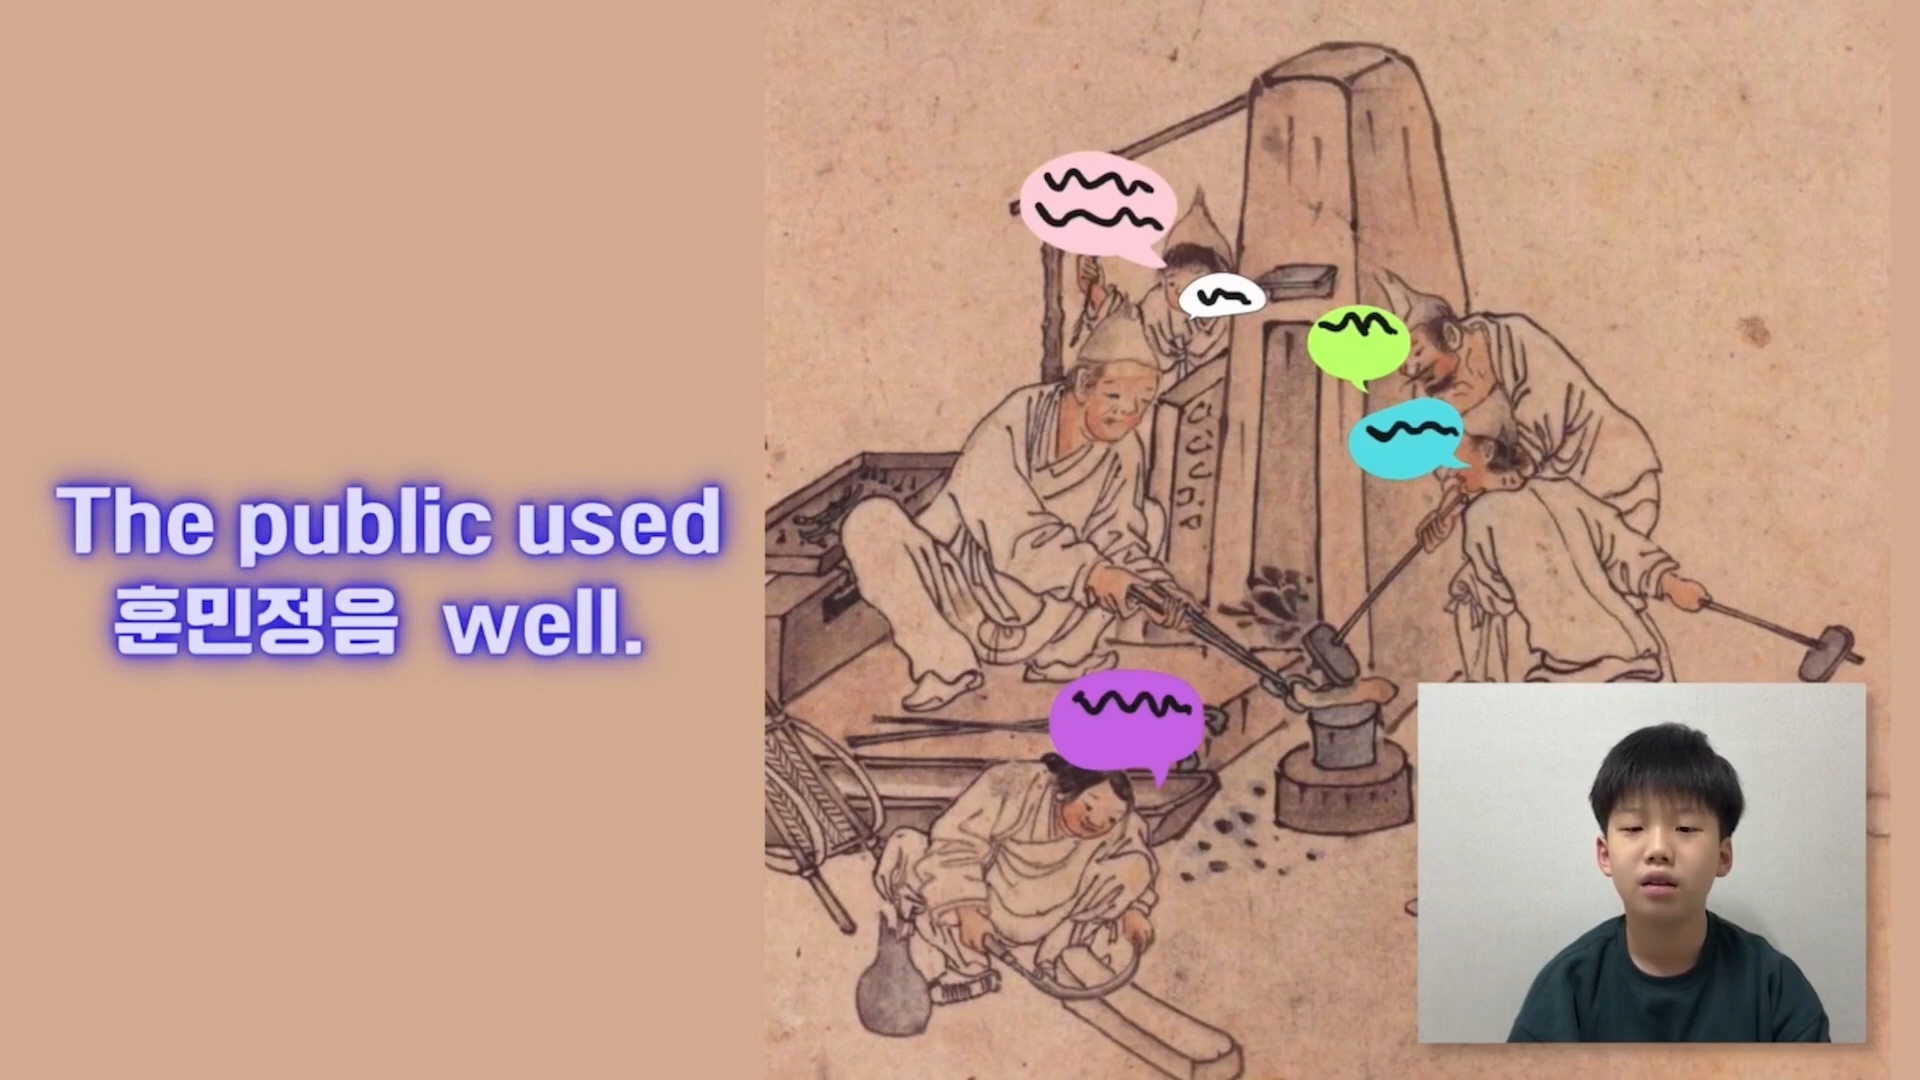 The public used
훈민정음 well.